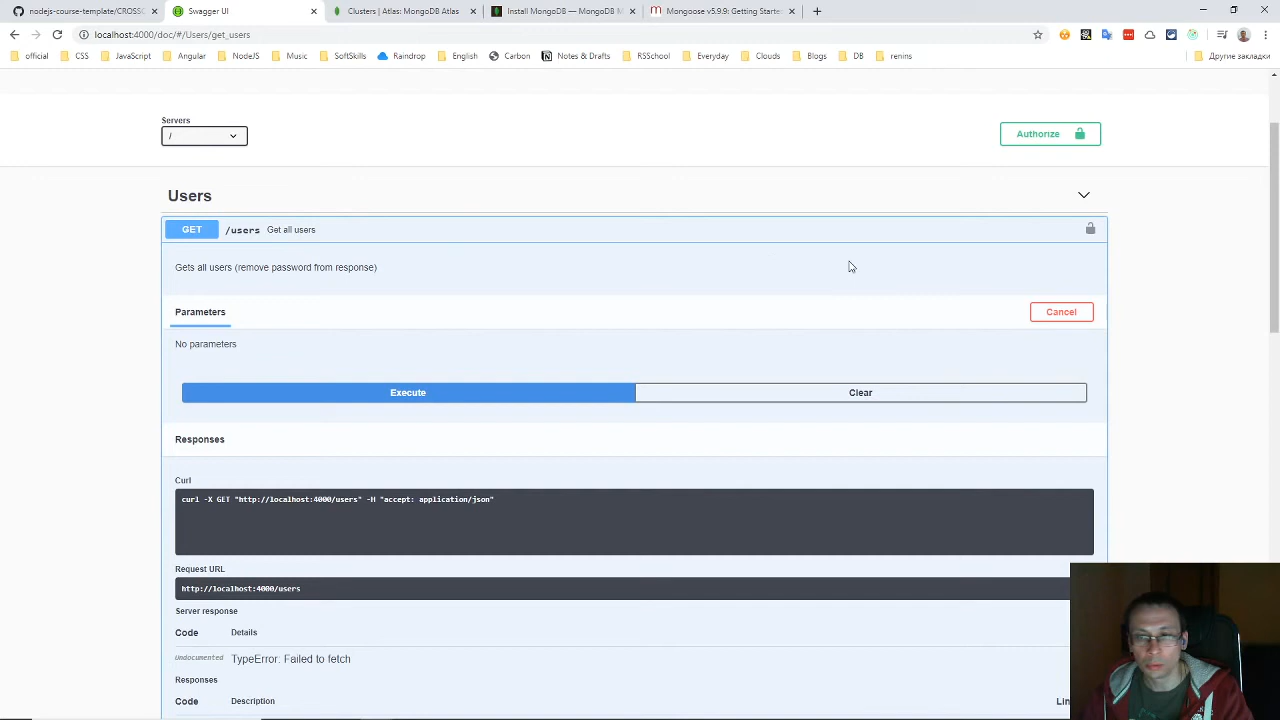 nodejs-course-template/CROSSC
Swagger UI
Clusters | Atlas: MongoDB Atlas
Install MongoDB — MongoDB M
Mongoose v5.9.9: Getting Starte
localhost:4000/doc/#/Users/get_users
official
CSS
JavaScript
Angular
NodeJS
Music
SoftSkills
Raindrop
English
Carbon
Notes & Drafts
RSSchool
Everyday
Clouds
Blogs
DB
renins
Другие закладки
Servers
/
Authorize
Users
GET /users Get all users
Gets all users (remove password from response)
Parameters
Cancel
No parameters
Execute
Clear
Responses
Curl
curl -X GET "http://localhost:4000/users" -H "accept: application/json"
Request URL
http://localhost:4000/users
Server response
Code Details
Undocumented TypeError: Failed to fetch
Responses
Code Description Lin